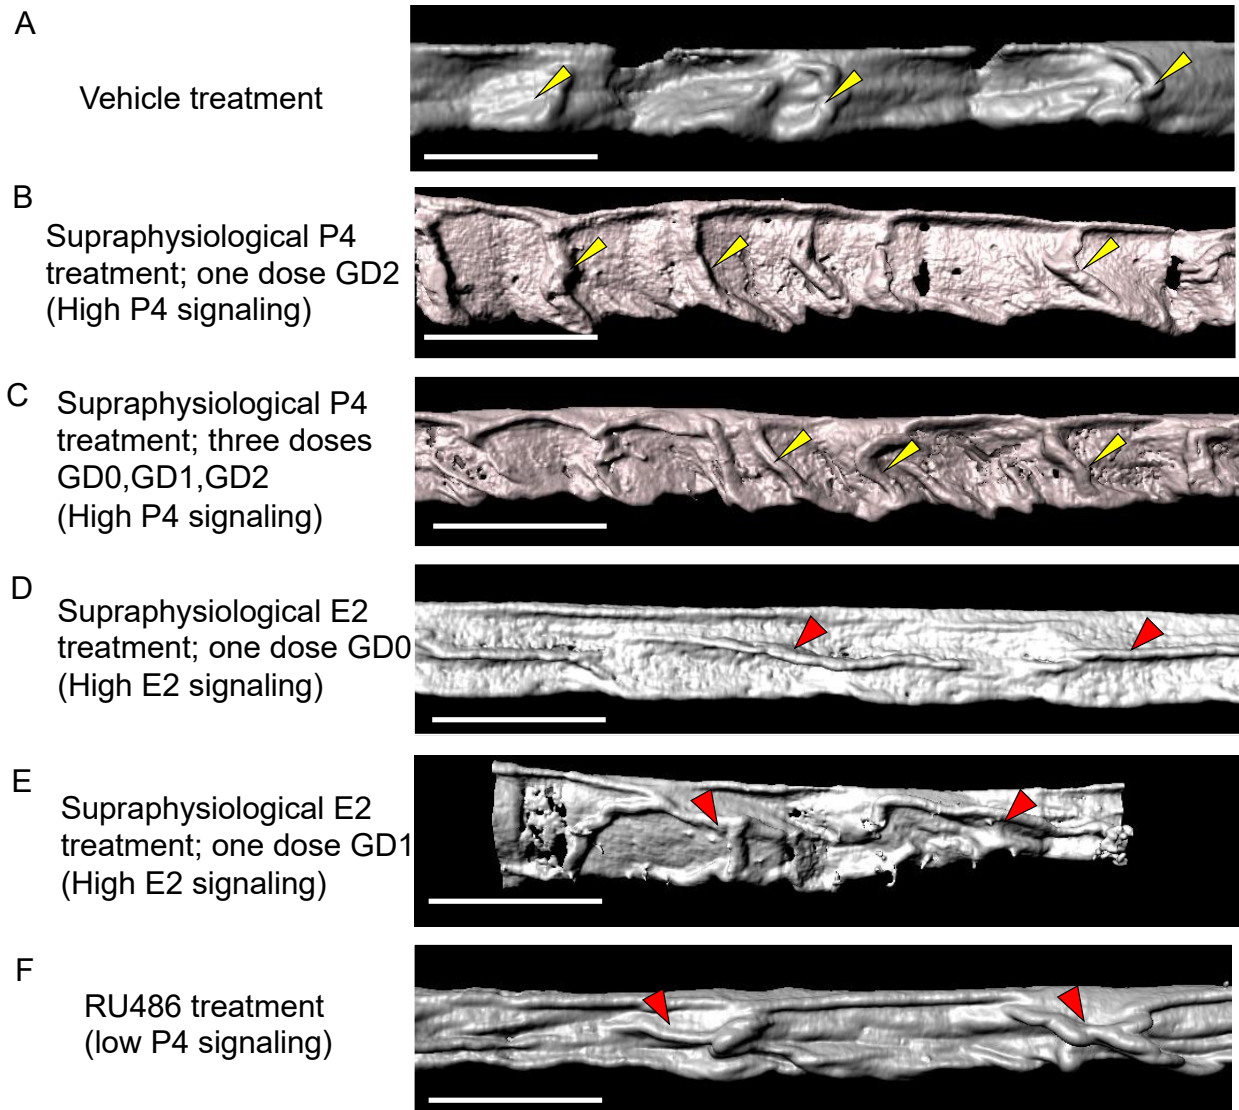 A
Vehicle treatment
B
Supraphysiological P4
treatment; one dose GD2
(High P4 signaling)
C
Supraphysiological P4
treatment; three doses
GD0,GD1,GD2
(High P4 signaling)
D
Supraphysiological E2
treatment; one dose GD0
(High E2 signaling)
E
Supraphysiological E2
treatment; one dose GD1
(High E2 signaling)
F
RU486 treatment
(low P4 signaling)